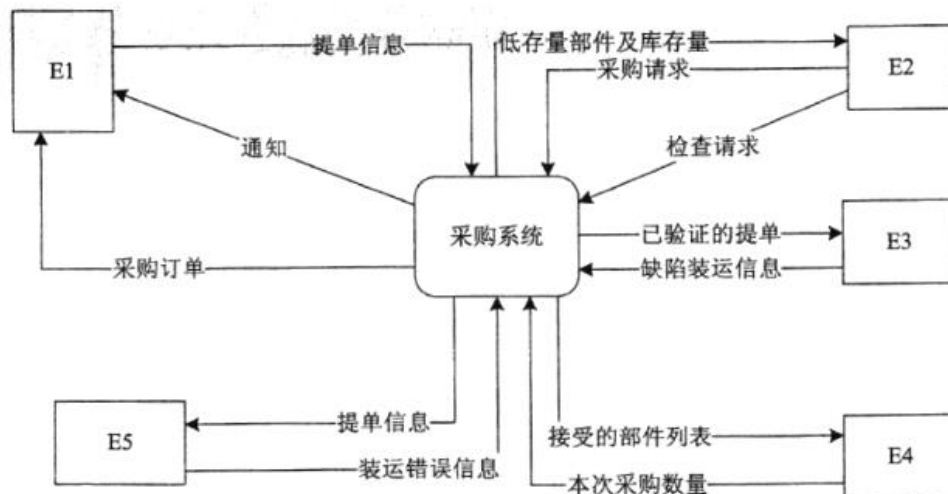 提单信息
低存量部件及库存量
E1
E2
采购请求
通知
检查请求
采购系统
已验证的提单
E3
采购订单
缺陷装运信息
提单信息
接受的部件列表
E5
E4
装运错误信息
本次采购数量